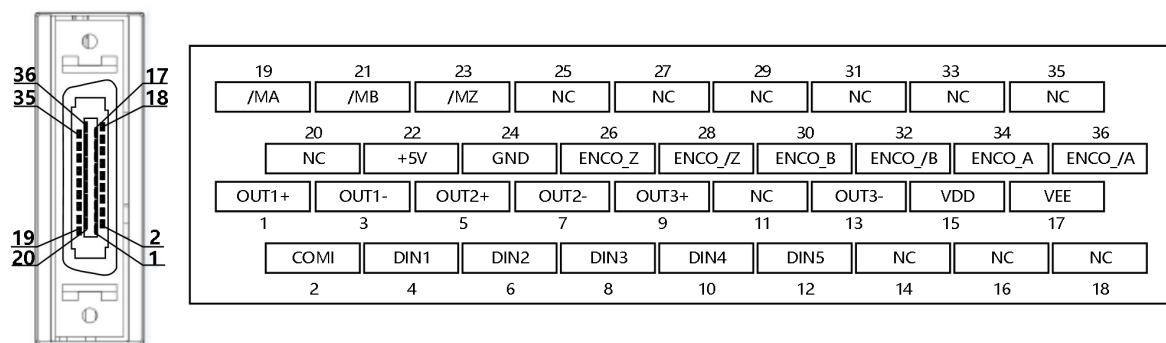 36 17
35 18
19 2
20 1
19 21 23 25 27 29 31 33 35
/MA /MB /MZ NC NC NC NC NC NC
20 22 24 26 28 30 32 34 36
NC +5V GND ENCO_Z ENCO_/Z ENCO_B ENCO_/B ENCO_A ENCO_/A
OUT1+ OUT1- OUT2+ OUT2- OUT3+ NC OUT3- VDD VEE
1 3 5 7 9 11 13 15 17
COMI DIN1 DIN2 DIN3 DIN4 DIN5 NC NC NC
2 4 6 8 10 12 14 16 18